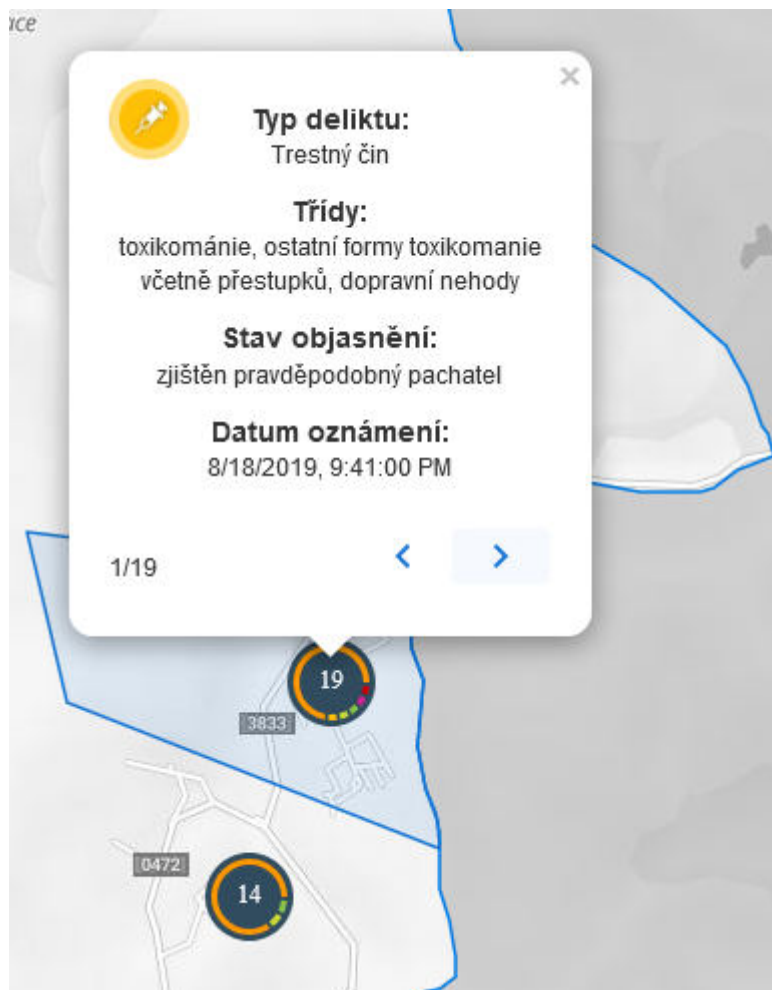 ace
Typ deliktu:
Trestný čin
Třídy:
toxikománie, ostatní formy toxikomanie
včetně přestupků, dopravní nehody
Stav objasnění:
zjištěn pravděpodobný pachatel
Datum oznámení:
8/18/2019, 9:41:00 PM
1/19
19
3833
0472
14